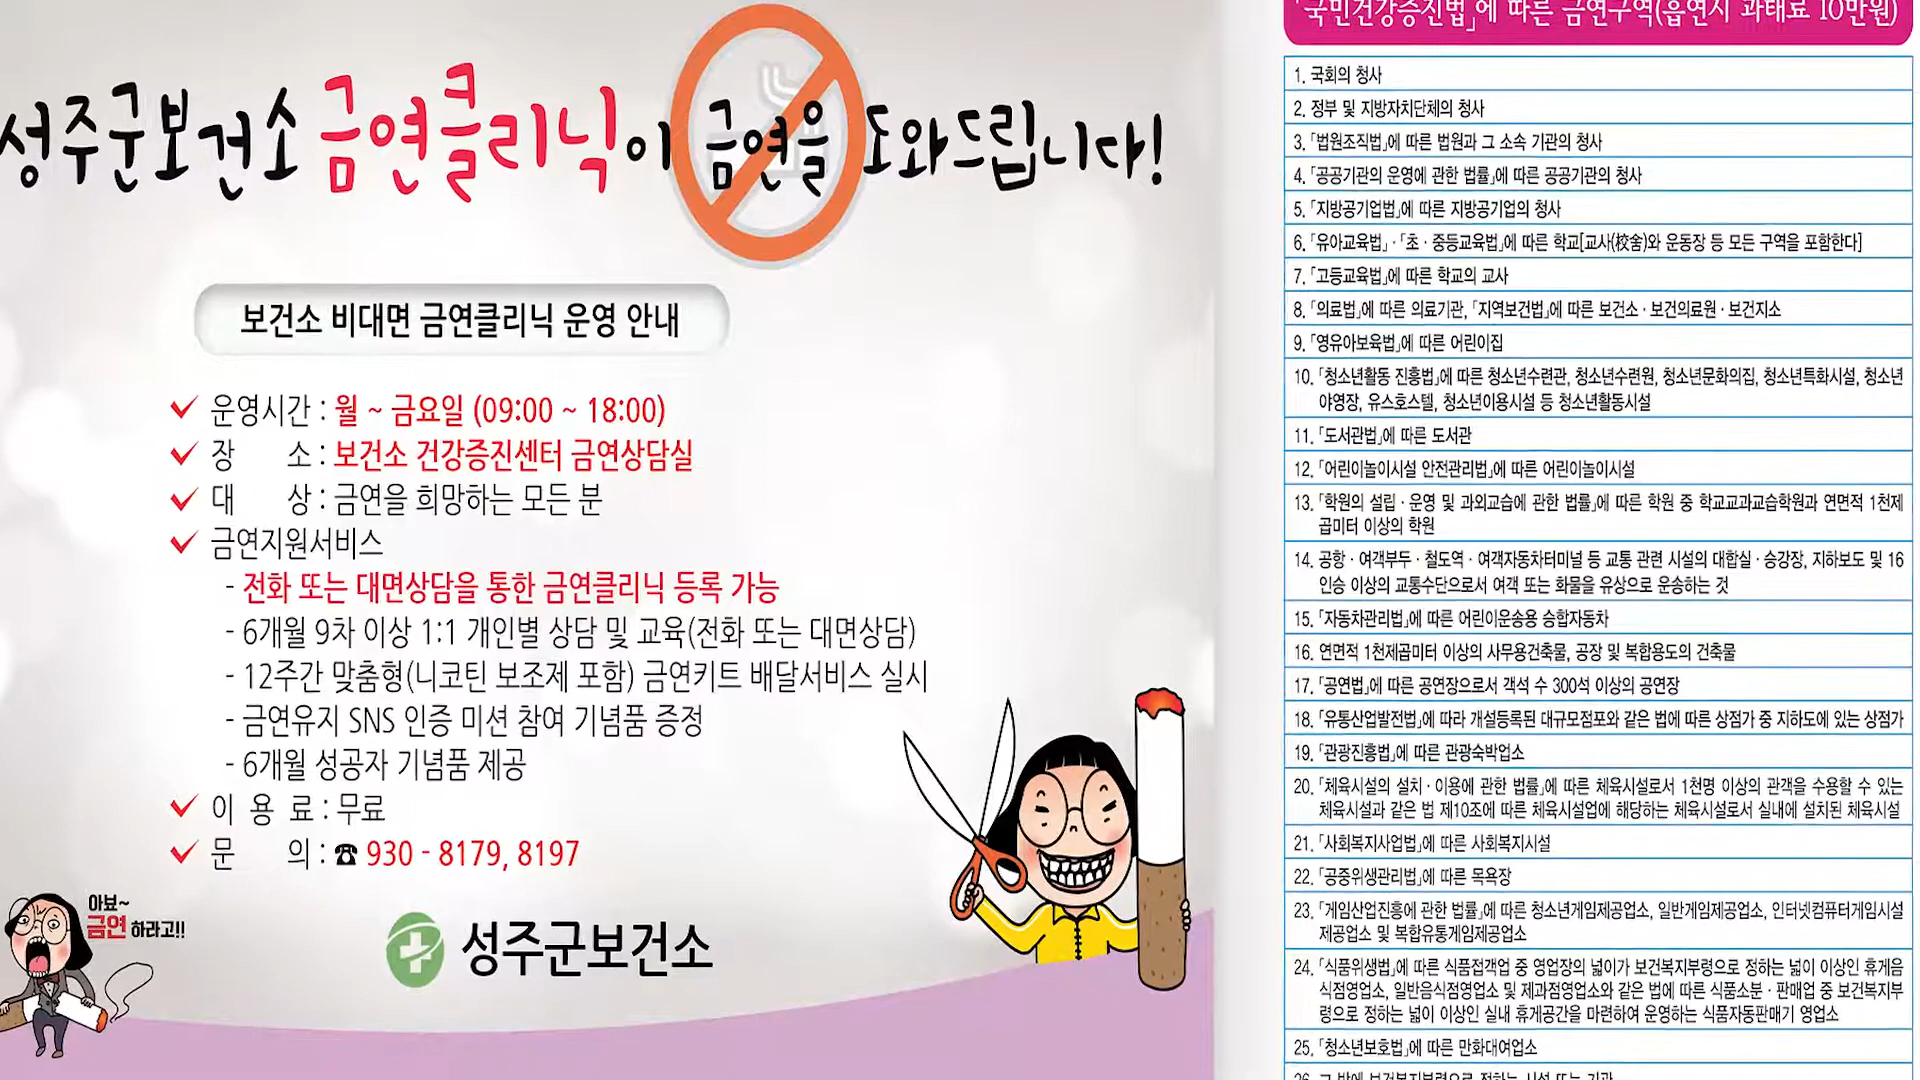 성주군보건소 금연클리닉이 금연을 도와드립니다!
보건소 비대면 금연클리닉 운영 안내
운영시간 : 월 ~ 금요일 (09:00 ~ 18:00)
장 소 : 보건소 건강증진센터 금연상담실
대 상 : 금연을 희망하는 모든 분
금연지원서비스
- 전화 또는 대면상담을 통한 금연클리닉 등록 가능
- 6개월 9차 이상 1:1 개인별 상담 및 교육(전화 또는 대면상담)
- 12주간 맞춤형(니코틴 보조제 포함) 금연키트 배달서비스 실시
- 금연유지 SNS 인증 미션 참여 기념품 증정
- 6개월 성공자 기념품 제공
이 용 료 : 무료
문 의 : ☎ 930 - 8179, 8197
아뵤~
금연 하라고!!
성주군보건소
「국민건강증진법」에 따른 금연구역(흡연시 과태료 10만원)
1. 국회의 청사
2. 정부 및 지방자치단체의 청사
3. 「법원조직법」에 따른 법원과 그 소속 기관의 청사
4. 「공공기관의 운영에 관한 법률」에 따른 공공기관의 청사
5. 「지방공기업법」에 따른 지방공기업의 청사
6. 「유아교육법」·「초·중등교육법」에 따른 학교[교사(校舍)와 운동장 등 모든 구역을 포함한다]
7. 「고등교육법」에 따른 학교의 교사
8. 「의료법」에 따른 의료기관, 「지역보건법」에 따른 보건소·보건의료원·보건지소
9. 「영유아보육법」에 따른 어린이집
10. 「청소년활동 진흥법」에 따른 청소년수련관, 청소년수련원, 청소년문화의집, 청소년특화시설, 청소년
야영장, 유스호스텔, 청소년이용시설 등 청소년활동시설
11. 「도서관법」에 따른 도서관
12. 「어린이놀이시설 안전관리법」에 따른 어린이놀이시설
13. 「학원의 설립·운영 및 과외교습에 관한 법률」에 따른 학원 중 학교교과교습학원과 연면적 1천제
곱미터 이상의 학원
14. 공항·여객부두·철도역·여객자동차터미널 등 교통 관련 시설의 대합실·승강장, 지하보도 및 16
인승 이상의 교통수단으로서 여객 또는 화물을 유상으로 운송하는 것
15. 「자동차관리법」에 따른 어린이운송용 승합자동차
16. 연면적 1천제곱미터 이상의 사무용건축물, 공장 및 복합용도의 건축물
17. 「공연법」에 따른 공연장으로서 객석 수 300석 이상의 공연장
18. 「유통산업발전법」에 따라 개설등록된 대규모점포와 같은 법에 따른 상점가 중 지하도에 있는 상점가
19. 「관광진흥법」에 따른 관광숙박업소
20. 「체육시설의 설치·이용에 관한 법률」에 따른 체육시설로서 1천명 이상의 관객을 수용할 수 있는
체육시설과 같은 법 제10조에 따른 체육시설업에 해당하는 체육시설로서 실내에 설치된 체육시설
21. 「사회복지사업법」에 따른 사회복지시설
22. 「공중위생관리법」에 따른 목욕장
23. 「게임산업진흥에 관한 법률」에 따른 청소년게임제공업소, 일반게임제공업소, 인터넷컴퓨터게임시설
제공업소 및 복합유통게임제공업소
24. 「식품위생법」에 따른 식품접객업 중 영업장의 넓이가 보건복지부령으로 정하는 넓이 이상인 휴게음
식점영업소, 일반음식점영업소 및 제과점영업소와 같은 법에 따른 식품소분·판매업 중 보건복지부
령으로 정하는 넓이 이상인 실내 휴게공간을 마련하여 운영하는 식품자동판매기 영업소
25. 「청소년보호법」에 따른 만화대여업소
26. 그 밖에 보건복지부령으로 정하는 시설 또는 기관